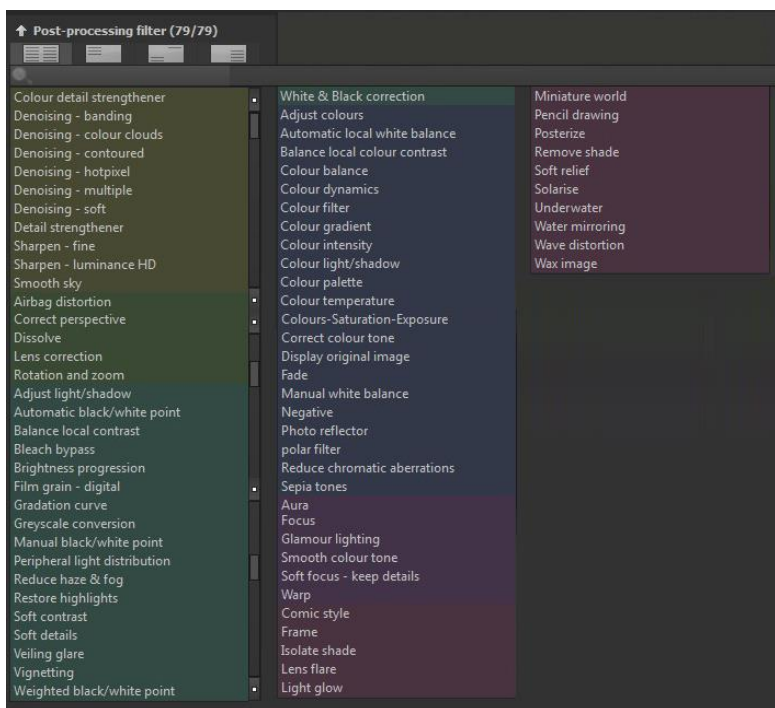 Post-processing filter (79/79)
Colour detail strengthener
Denoising - banding
Denoising - colour clouds
Denoising - contoured
Denoising - hotpixel
Denoising - multiple
Denoising - soft
Detail strengthener
Sharpen - fine
Sharpen - luminance HD
Smooth sky
Airbag distortion
Correct perspective
Dissolve
Lens correction
Rotation and zoom
Adjust light/shadow
Automatic black/white point
Balance local contrast
Bleach bypass
Brightness progression
Film grain - digital
Gradation curve
Greyscale conversion
Manual black/white point
Peripheral light distribution
Reduce haze & fog
Restore highlights
Soft contrast
Soft details
Veiling glare
Vignetting
Weighted black/white point
White & Black correction
Adjust colours
Automatic local white balance
Balance local colour contrast
Colour balance
Colour dynamics
Colour filter
Colour gradient
Colour intensity
Colour light/shadow
Colour palette
Colour temperature
Colours-Saturation-Exposure
Correct colour tone
Display original image
Fade
Manual white balance
Negative
Photo reflector
polar filter
Reduce chromatic aberrations
Sepia tones
Aura
Focus
Glamour lighting
Smooth colour tone
Soft focus - keep details
Warp
Comic style
Frame
Isolate shade
Lens flare
Light glow
Miniature world
Pencil drawing
Posterize
Remove shade
Soft relief
Solarise
Underwater
Water mirroring
Wave distortion
Wax image